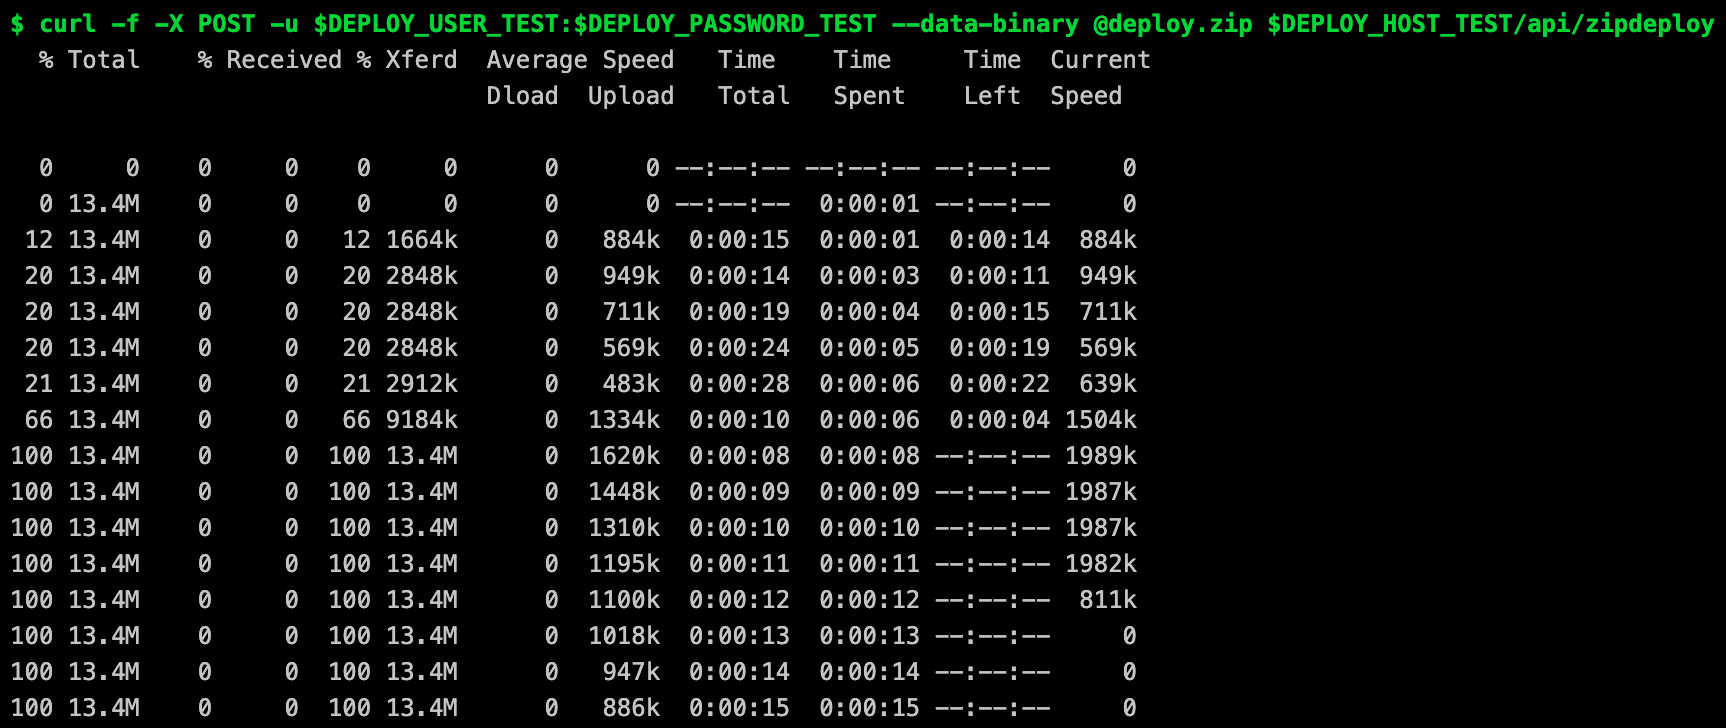 $ curl -f -X POST -u $DEPLOY_USER_TEST:$DEPLOY_PASSWORD_TEST --data-binary @deploy.zip $DEPLOY_HOST_TEST/api/zipdeploy
  % Total    % Received % Xferd  Average Speed   Time    Time     Time  Current
                                 Dload  Upload   Total   Spent    Left  Speed
  0     0    0     0    0     0      0      0 --:--:-- --:--:-- --:--:--     0
  0 13.4M    0     0    0     0      0      0 --:--:--  0:00:01 --:--:--     0
 12 13.4M    0     0   12 1664k      0   884k  0:00:15  0:00:01  0:00:14  884k
 20 13.4M    0     0   20 2848k      0   949k  0:00:14  0:00:03  0:00:11  949k
 20 13.4M    0     0   20 2848k      0   711k  0:00:19  0:00:04  0:00:15  711k
 20 13.4M    0     0   20 2848k      0   569k  0:00:24  0:00:05  0:00:19  569k
 21 13.4M    0     0   21 2912k      0   483k  0:00:28  0:00:06  0:00:22  639k
 66 13.4M    0     0   66 9184k      0  1334k  0:00:10  0:00:06  0:00:04 1504k
100 13.4M    0     0  100 13.4M      0  1620k  0:00:08  0:00:08 --:--:-- 1989k
100 13.4M    0     0  100 13.4M      0  1448k  0:00:09  0:00:09 --:--:-- 1987k
100 13.4M    0     0  100 13.4M      0  1310k  0:00:10  0:00:10 --:--:-- 1987k
100 13.4M    0     0  100 13.4M      0  1195k  0:00:11  0:00:11 --:--:-- 1982k
100 13.4M    0     0  100 13.4M      0  1100k  0:00:12  0:00:12 --:--:--  811k
100 13.4M    0     0  100 13.4M      0  1018k  0:00:13  0:00:13 --:--:--     0
100 13.4M    0     0  100 13.4M      0   947k  0:00:14  0:00:14 --:--:--     0
100 13.4M    0     0  100 13.4M      0   886k  0:00:15  0:00:15 --:--:--     0